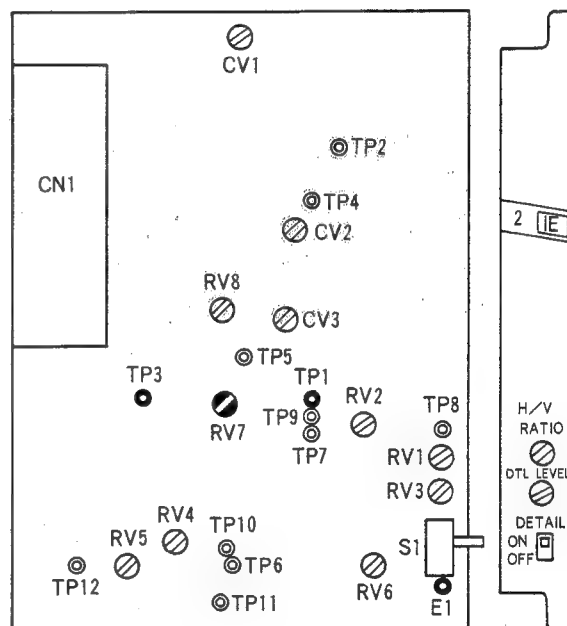 CV1
TP2
CN1
TP4
2 IE
CV2
RV8
CV3
TP5
TP3
TP1
RV2
H/V
RATIO
TP9
TP8
RV7
TP7
RV1
DTL LEVEL
RV3
RV4
TP10
DETAIL
RV5
S1
ON
OFF
TP6
TP12
RV6
TP11
E1